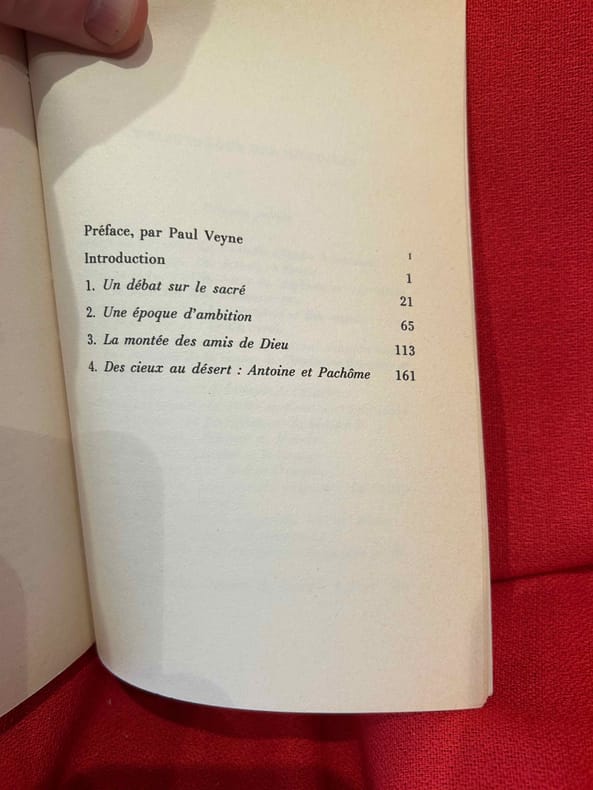 Préface, par Paul Veyne I
Introduction 1
1. Un débat sur le sacré 21
2. Une époque d'ambition 65
3. La montée des amis de Dieu 113
4. Des cieux au désert : Antoine et Pachôme 161